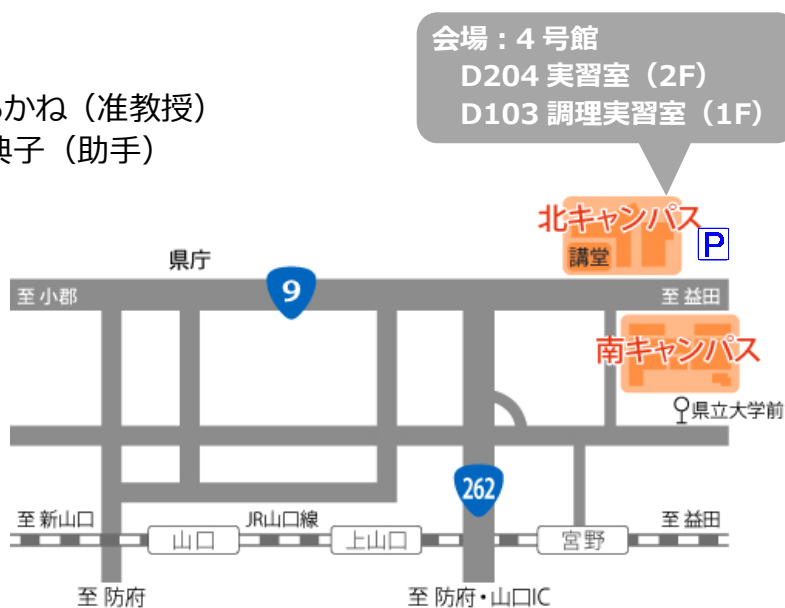 会場：4 号館
D204 実習室（2F）
D103 調理実習室（1F）
かね（准教授）
典子（助手）
北キャンパス
P
講堂
県庁
9
至 小郡
至 益田
南キャンパス
県立大学前
262
至 新山口
JR山口線
至 益田
山口
上山口
宮野
至 防府
至 防府・山口IC